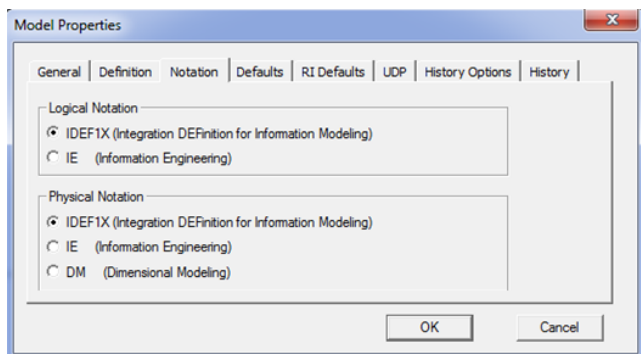 Model Properties
General Definition Notation Defaults RI Defaults UDP History Options History
Logical Notation
IDEF1X (Integration DEFinition for Information Modeling)
IE (Information Engineering)
Physical Notation
IDEF1X (Integration DEFinition for Information Modeling)
IE (Information Engineering)
DM (Dimensional Modeling)
OK Cancel